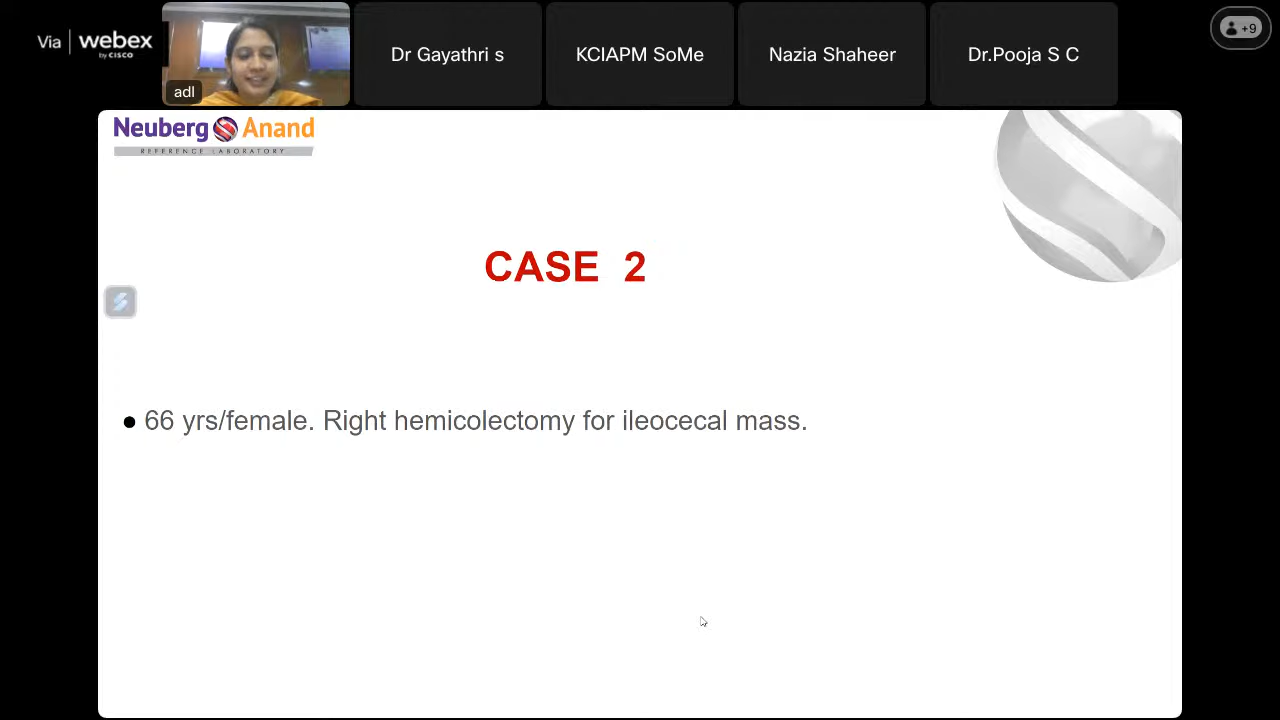 Via webex
by CISCO
adl
Dr Gayathri s
KCIAPM SoMe
Nazia Shaheer
Dr.Pooja S C
+9
Neuberg Anand
REFERENCE LABORATORY
CASE 2
● 66 yrs/female. Right hemicolectomy for ileocecal mass.